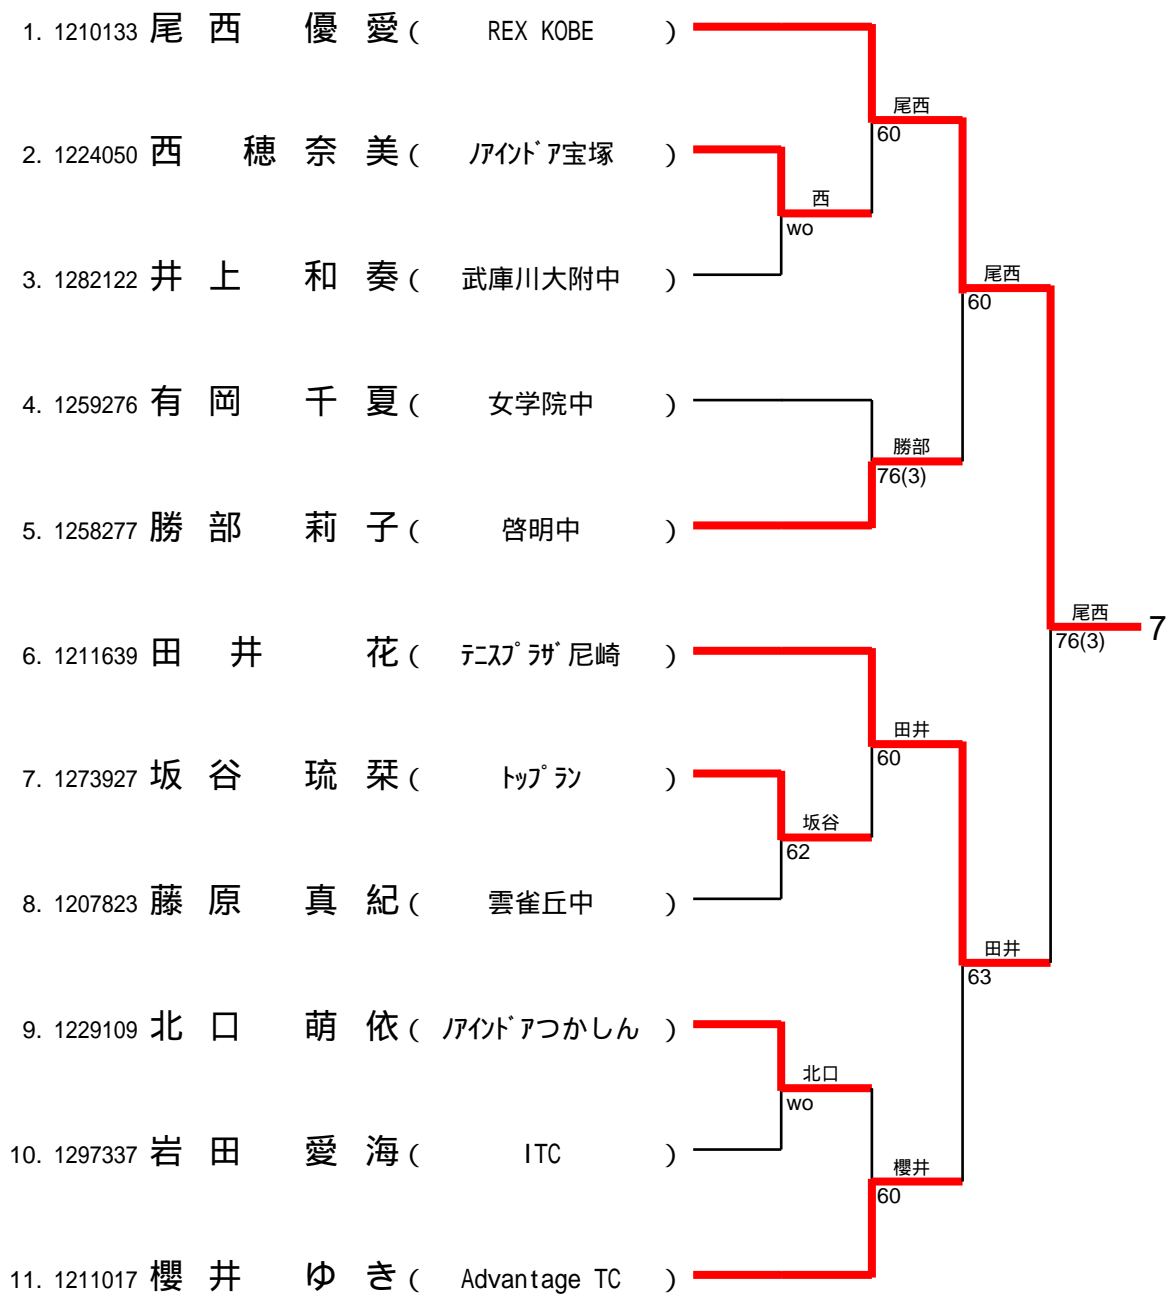 1. 1210133 尾 西 優 愛 ( REX KOBE )
尾西
60
2. 1224050 西 穂 奈 美 ( ﾉｱｲﾝﾄﾞｱ宝塚 )
西
wo
3. 1282122 井 上 和 奏 ( 武庫川大附中 )
尾西
60
4. 1259276 有 岡 千 夏 ( 女学院中 )
勝部
76(3)
5. 1258277 勝 部 莉 子 ( 啓明中 )
尾西
76(3)
7
6. 1211639 田 井 花 ( ﾃﾆｽﾌﾟﾗｻﾞ尼崎 )
田井
60
7. 1273927 坂 谷 琉 栞 ( ﾄｯﾌﾟﾗﾝ )
坂谷
62
8. 1207823 藤 原 真 紀 ( 雲雀丘中 )
田井
63
9. 1229109 北 口 萌 依 ( ﾉｱｲﾝﾄﾞｱつかしん )
北口
wo
10. 1297337 岩 田 愛 海 ( ITC )
櫻井
60
11. 1211017 櫻 井 ゆ き ( Advantage TC )